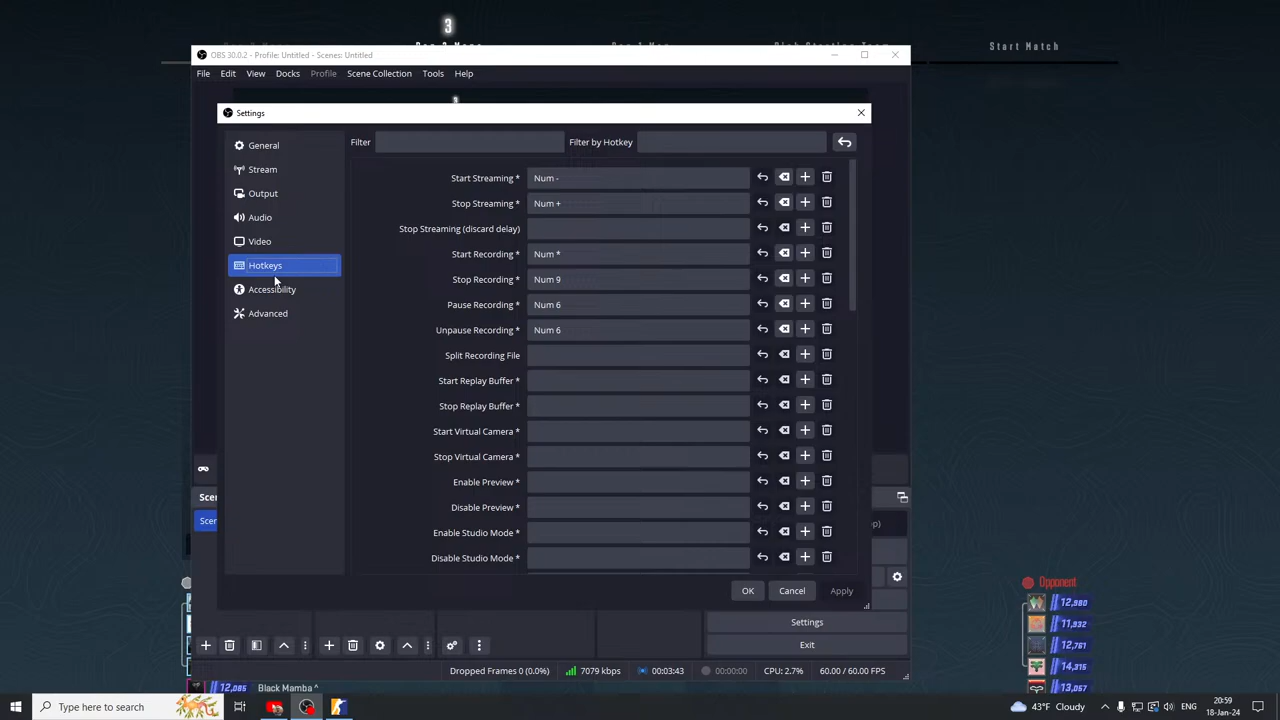 3
Start Match
OBS 30.0.2 - Profile: Untitled - Scenes: Untitled
File Edit View Docks Profile Scene Collection Tools Help
Settings
General
Stream
Output
Audio
Video
Hotkeys
Accessibility
Advanced
Filter
Filter by Hotkey
Start Streaming * Num -
Stop Streaming * Num +
Stop Streaming (discard delay)
Start Recording * Num *
Stop Recording * Num 9
Pause Recording * Num 6
Unpause Recording * Num 6
Split Recording File
Start Replay Buffer *
Stop Replay Buffer *
Start Virtual Camera *
Stop Virtual Camera *
Enable Preview *
Disable Preview *
Enable Studio Mode *
Disable Studio Mode *
OK Cancel Apply
Settings
Exit
Dropped Frames 0 (0.0%) 7079 kbps 00:03:43 00:00:00 CPU: 2.7% 60.00 / 60.00 FPS
Opponent
12,980
11,932
12,761
14,315
13,057
12,085 Black Mamba ^
Type here to search
43°F Cloudy ENG
20:59
18-Jan-24